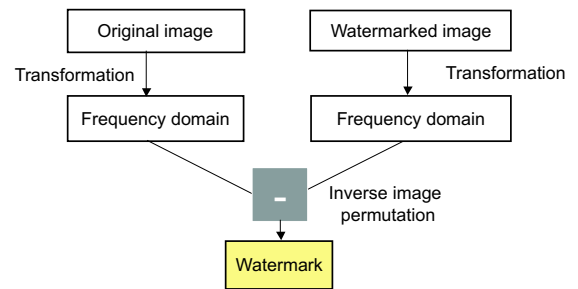 Original image
Watermarked image
Transformation
Transformation
Frequency domain
Frequency domain
-
Inverse image
permutation
Watermark